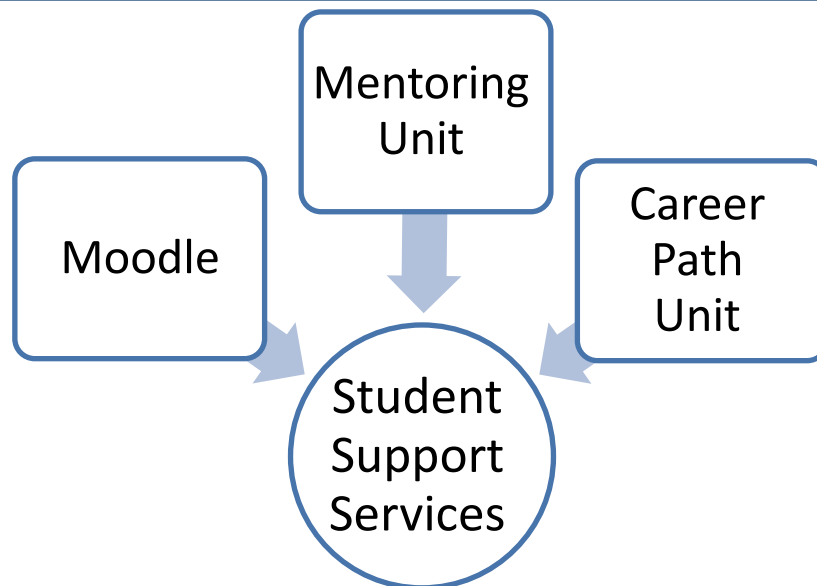 Mentoring
Unit
Moodle
Career
Path
Unit
Student
Support
Services